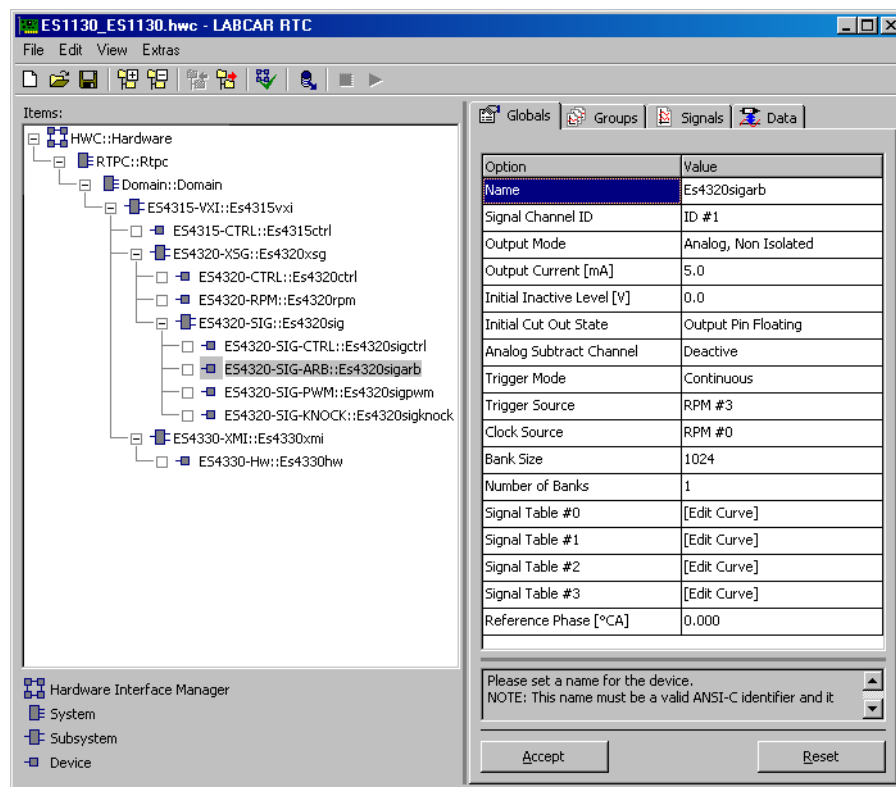 ES1130_ES1130.hwc - LABCAR RTC
File Edit View Extras
Items:
HWC::Hardware
RTPC::Rtpc
Domain::Domain
ES4315-VXI::Es4315vxi
ES4315-CTRL::Es4315ctrl
ES4320-XSG::Es4320xsg
ES4320-CTRL::Es4320ctrl
ES4320-RPM::Es4320rpm
ES4320-SIG::Es4320sig
ES4320-SIG-CTRL::Es4320sigctrl
ES4320-SIG-ARB::Es4320sigarb
ES4320-SIG-PWM::Es4320sigpwm
ES4320-SIG-KNOCK::Es4320sigknock
ES4330-XMI::Es4330xmi
ES4330-Hw::Es4330hw
Hardware Interface Manager
System
Subsystem
Device
Globals Groups Signals Data
Option Value
Name Es4320sigarb
Signal Channel ID ID #1
Output Mode Analog, Non Isolated
Output Current [mA] 5.0
Initial Inactive Level [V] 0.0
Initial Cut Out State Output Pin Floating
Analog Subtract Channel Deactive
Trigger Mode Continuous
Trigger Source RPM #3
Clock Source RPM #0
Bank Size 1024
Number of Banks 1
Signal Table #0 [Edit Curve]
Signal Table #1 [Edit Curve]
Signal Table #2 [Edit Curve]
Signal Table #3 [Edit Curve]
Reference Phase [°CA] 0.000
Please set a name for the device.
NOTE: This name must be a valid ANSI-C identifier and it
Accept Reset